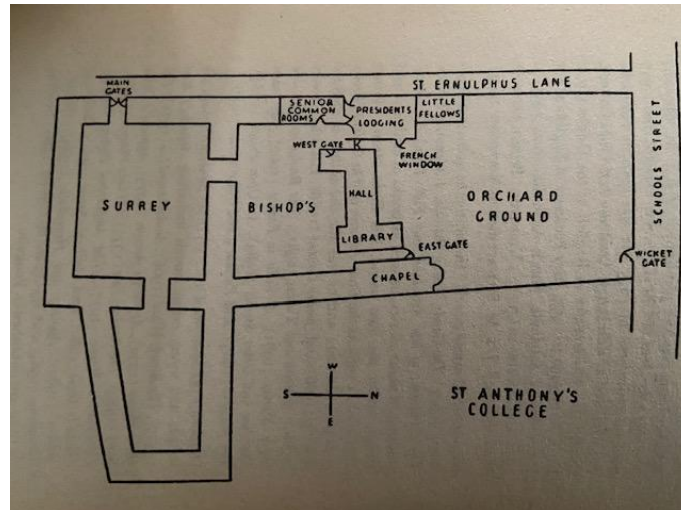 ST. ERNULPHUS LANE
MAIN
GATES
SENIOR
COMMON
ROOMS
PRESIDENTS
LODGING
LITTLE
FELLOWS
SCHOOLS STREET
WEST GATE
K
FRENCH
WINDOW
SURREY
BISHOP'S
HALL
ORCHARD
GROUND
LIBRARY
EAST GATE
WICKET
GATE
CHAPEL
W
S
N
E
ST ANTHONY'S
COLLEGE